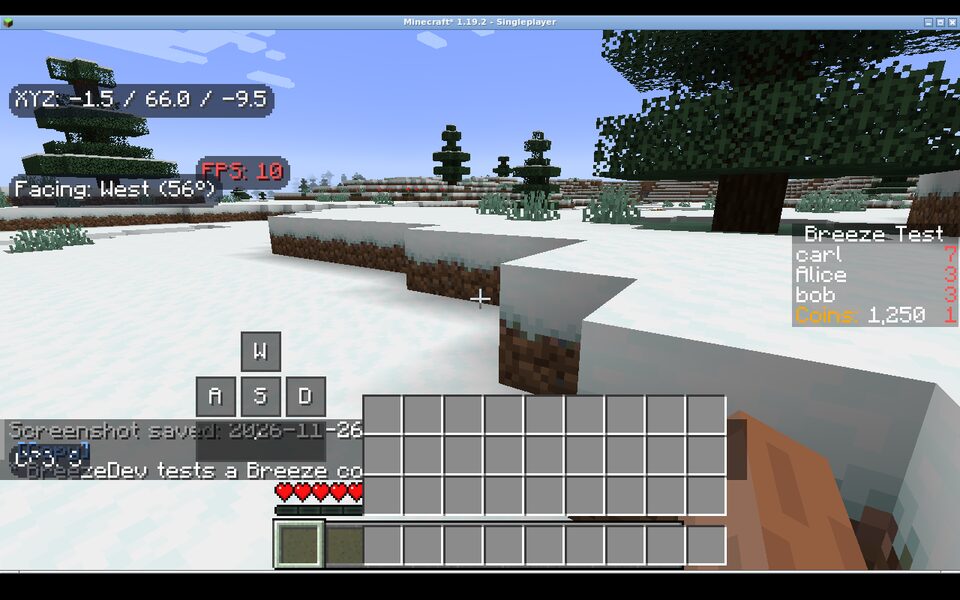 Minecraft* 1.19.2 - Singleplayer
XYZ: -1.5 / 66.0 / -9.5
FPS: 10
Facing: West (56°)
Breeze Test
carl 7
Alice 3
bob 3
Coins: 1,250 1
W
A S D
Screenshot saved: 2026-11-26
BreezeDev tests a Breeze co